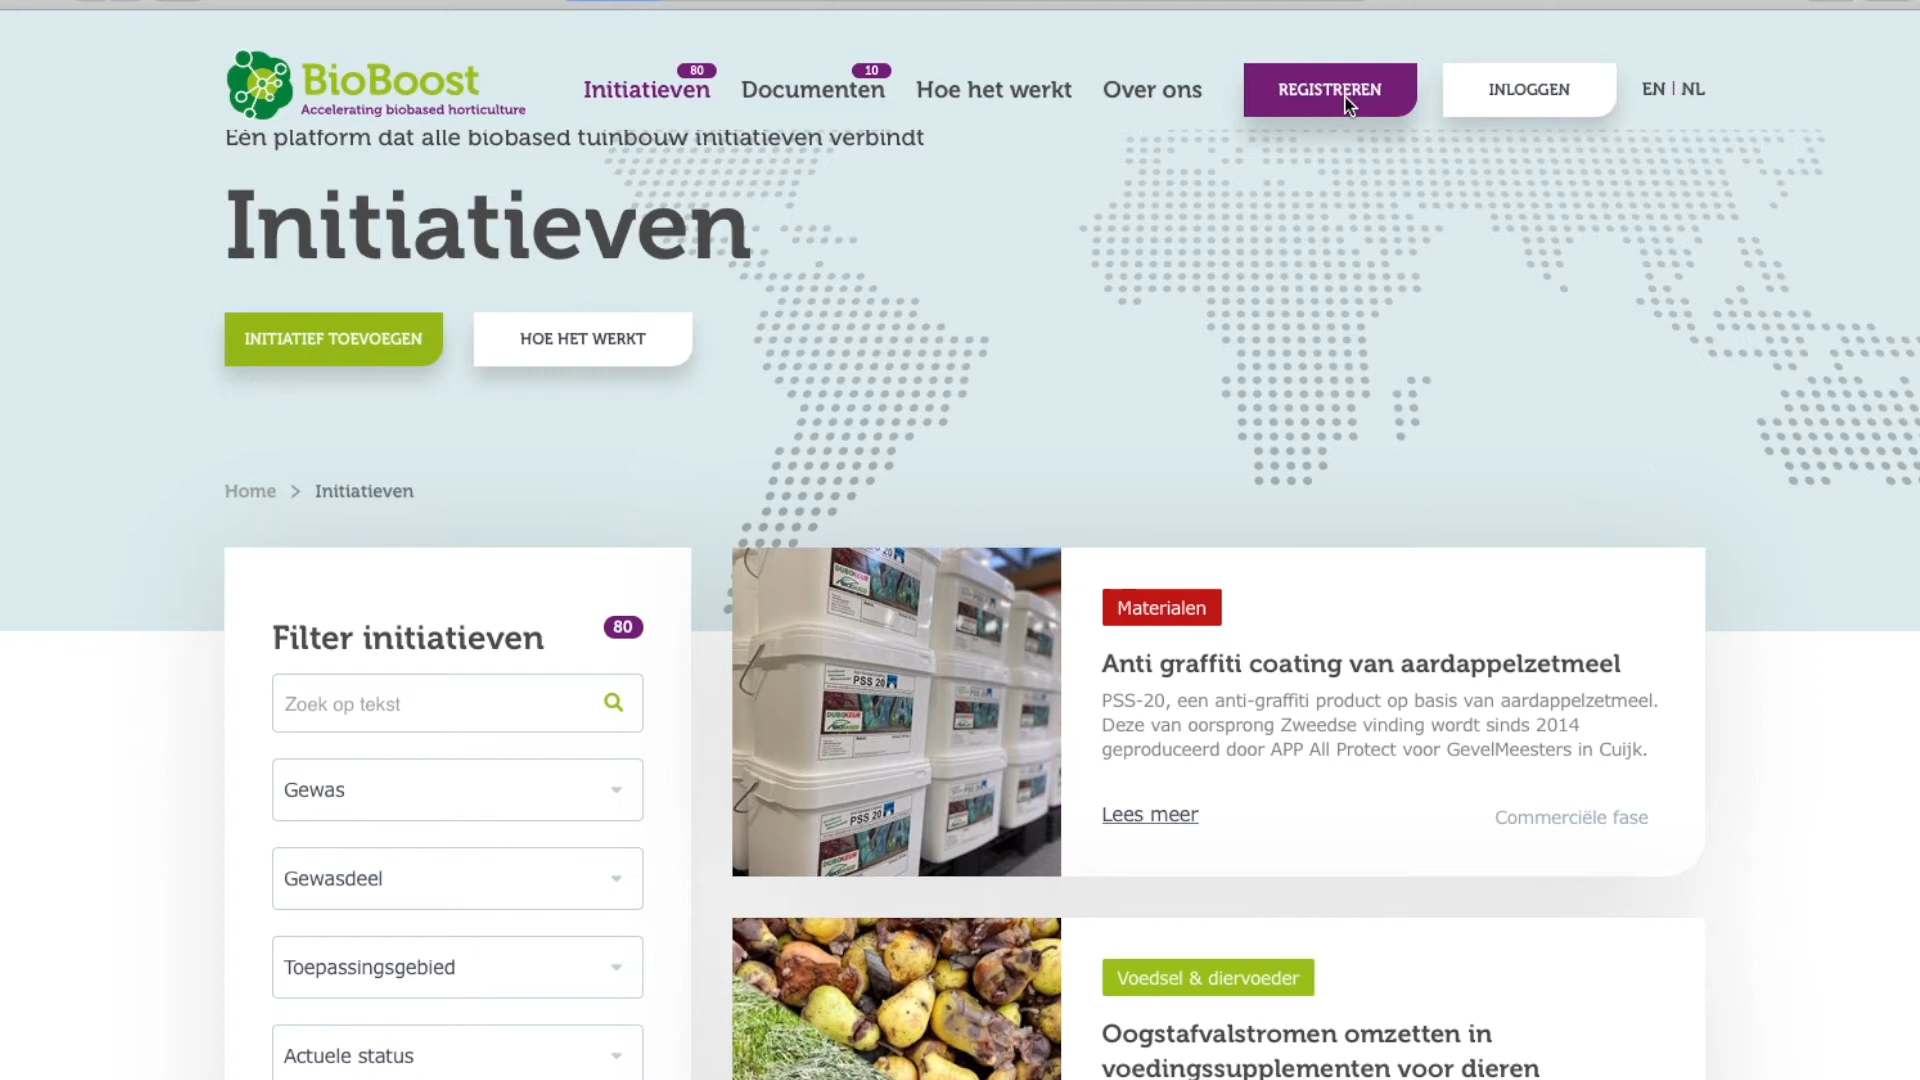 BioBoost
Accelerating biobased horticulture
Initiatieven 80
Documenten 10
Hoe het werkt
Over ons
REGISTREREN
INLOGGEN
EN | NL
Eén platform dat alle biobased tuinbouw initiatieven verbindt
Initiatieven
INITIATIEF TOEVOEGEN
HOE HET WERKT
Home > Initiatieven
Filter initiatieven 80
Zoek op tekst
Gewas
Gewasdeel
Toepassingsgebied
Actuele status
PSS 20
PSS 20
Materialen
Anti graffiti coating van aardappelzetmeel
PSS-20, een anti-graffiti product op basis van aardappelzetmeel.
Deze van oorsprong Zweedse vinding wordt sinds 2014
geproduceerd door APP All Protect voor GevelMeesters in Cuijk.
Lees meer
Commerciële fase
Voedsel & diervoeder
Oogstafvalstromen omzetten in
voedingssupplementen voor dieren